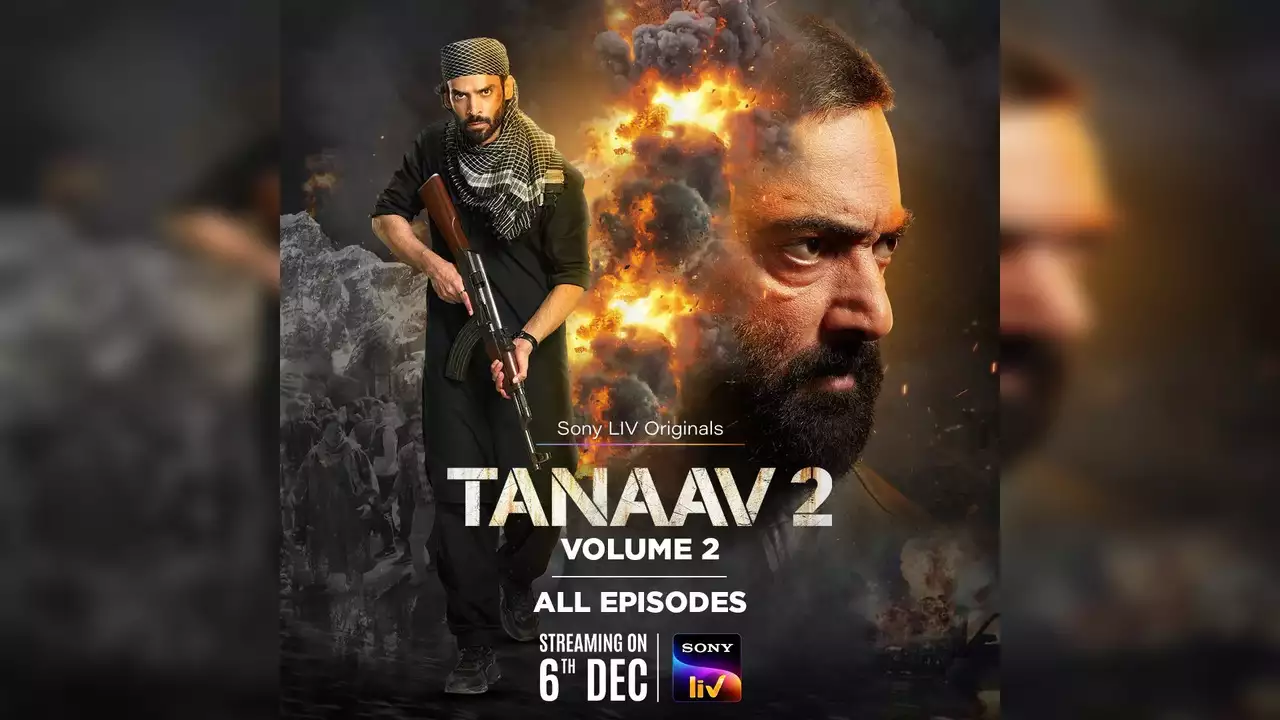 Sony LIV Originals
TANAAV 2
VOLUME 2
ALL EPISODES
STREAMING ON
6TH DEC
SONY
liv